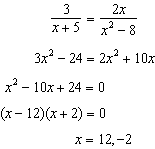 3/(x + 5) = 2x/(x² − 8)
3x² − 24 = 2x² + 10x
x² − 10x + 24 = 0
(x − 12)(x + 2) = 0
x = 12, −2